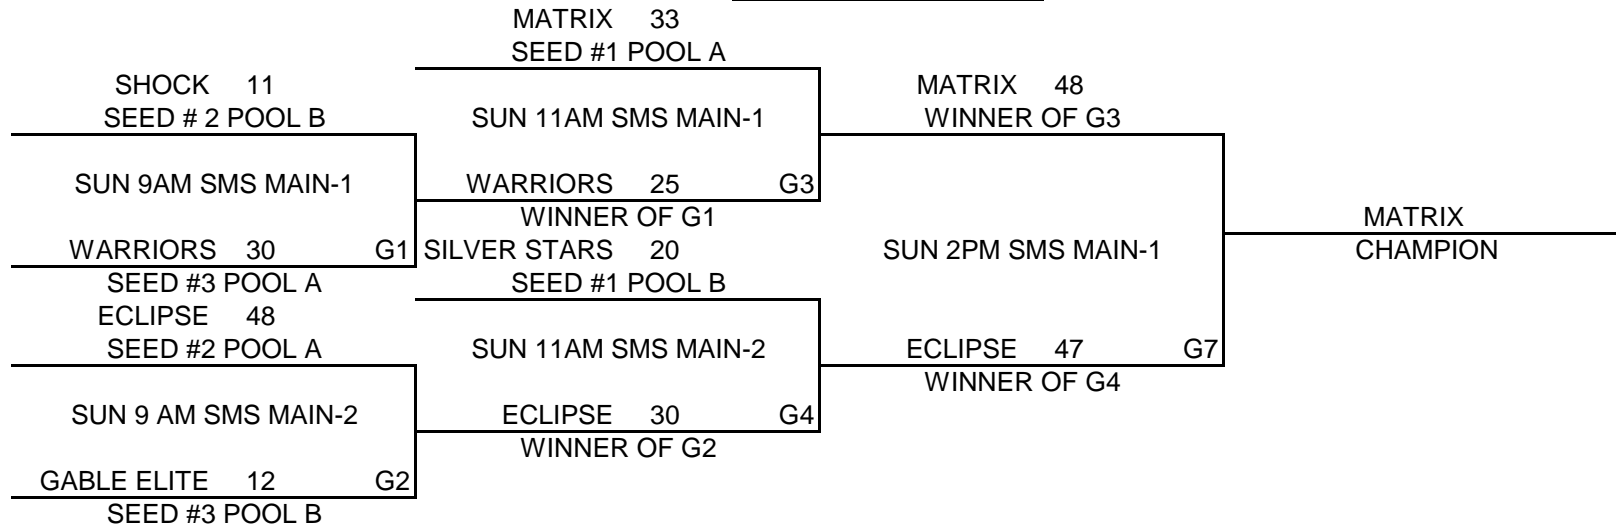 MATRIX 33
SEED #1 POOL A
SHOCK 11
MATRIX 48
SEED # 2 POOL B
SUN 11AM SMS MAIN-1
WINNER OF G3
SUN 9AM SMS MAIN-1
WARRIORS 25 G3
WINNER OF G1
MATRIX
WARRIORS 30 G1
SILVER STARS 20
SUN 2PM SMS MAIN-1
CHAMPION
SEED #3 POOL A
SEED #1 POOL B
ECLIPSE 48
SEED #2 POOL A
SUN 11AM SMS MAIN-2
ECLIPSE 47 G7
WINNER OF G4
SUN 9 AM SMS MAIN-2
ECLIPSE 30 G4
WINNER OF G2
GABLE ELITE 12 G2
SEED #3 POOL B